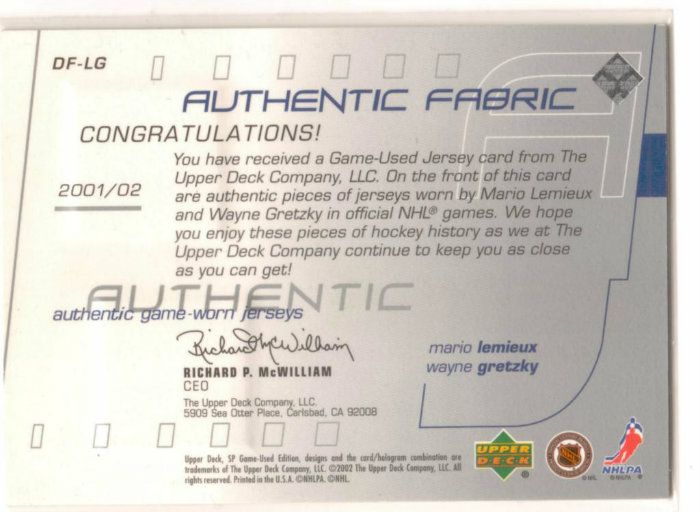 DF-LG
AUTHENTIC FABRIC
CONGRATULATIONS!
2001/02
You have received a Game-Used Jersey card from The
Upper Deck Company, LLC. On the front of this card
are authentic pieces of jerseys worn by Mario Lemieux
and Wayne Gretzky in official NHL® games. We hope
you enjoy these pieces of hockey history as we at The
Upper Deck Company continue to keep you as close
as you can get!
AUTHENTIC
authentic game-worn jerseys
Richard P. McWilliam
RICHARD P. McWILLIAM
CEO
The Upper Deck Company, LLC.
5909 Sea Otter Place, Carlsbad, CA 92008
mario lemieux
wayne gretzky
Upper Deck, SP Game-Used Edition, designs and the card/hologram combination are
trademarks of The Upper Deck Company, LLC. ©2002 The Upper Deck Company, LLC. All
rights reserved. Printed in the U.S.A. ©NHLPA. ©NHL.
UPPER
DECK
®
©NHL
NHLPA
©NHLPA ®